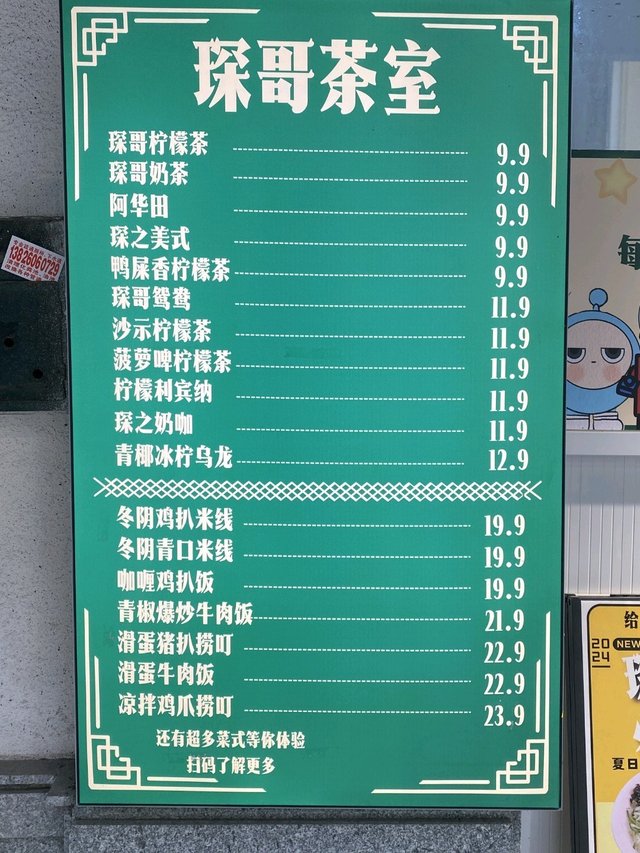 琛哥茶室
琛哥柠檬茶 9.9
琛哥奶茶 9.9
阿华田 9.9
琛之美式 9.9
鸭屎香柠檬茶 9.9
琛哥鸳鸯 11.9
沙示柠檬茶 11.9
菠萝啤柠檬茶 11.9
柠檬利宾纳 11.9
琛之奶咖 11.9
青椰冰柠乌龙 12.9
冬阴鸡扒米线 19.9
冬阴青口米线 19.9
咖喱鸡扒饭 19.9
青椒爆炒牛肉饭 21.9
滑蛋猪扒捞叮 22.9
滑蛋牛肉饭 22.9
凉拌鸡爪捞叮 23.9
还有超多菜式等你体验
扫码了解更多
13826060729
每
给
2024
NEW
夏日